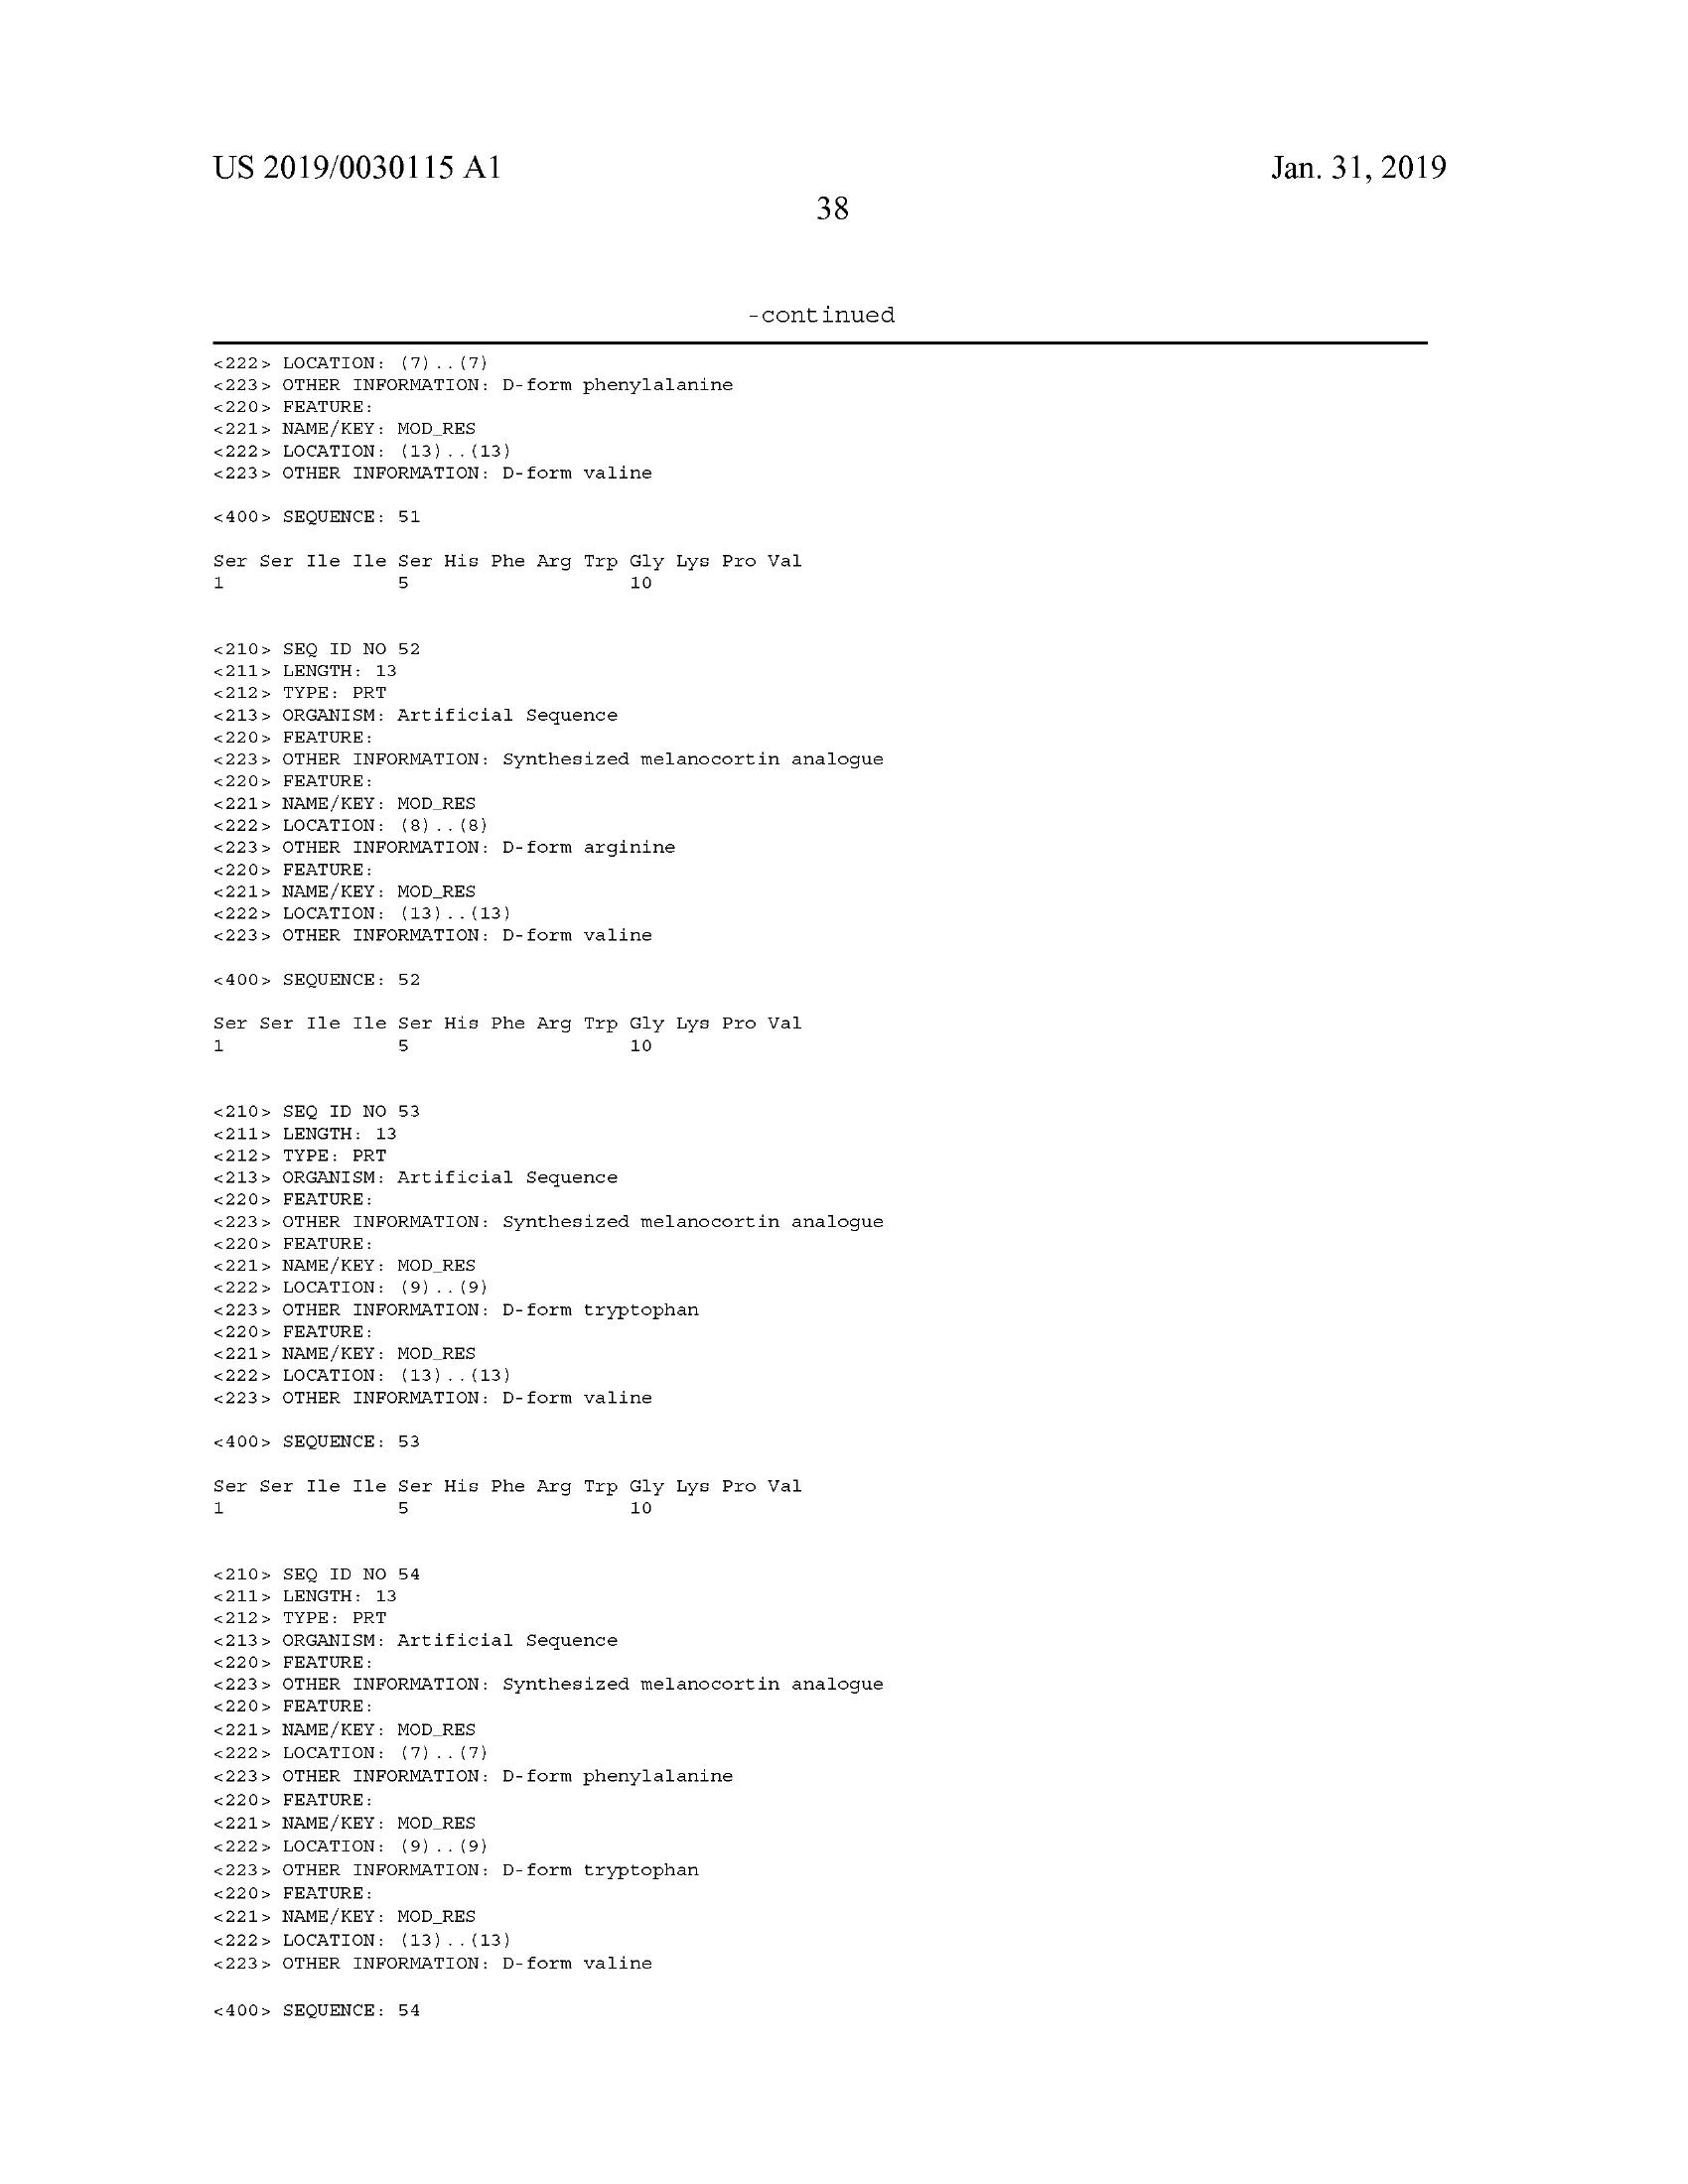 US 2019/0030115 A1
Jan. 31, 2019
38
-continued
<222> LOCATION: (7)..(7)
<223> OTHER INFORMATION: D-form phenylalanine
<220> FEATURE:
<221> NAME/KEY: MOD_RES
<222> LOCATION: (13)..(13)
<223> OTHER INFORMATION: D-form valine
<400> SEQUENCE: 51
Ser Ser Ile Ile Ser His Phe Arg Trp Gly Lys Pro Val
1 5 10
<210> SEQ ID NO 52
<211> LENGTH: 13
<212> TYPE: PRT
<213> ORGANISM: Artificial Sequence
<220> FEATURE:
<223> OTHER INFORMATION: Synthesized melanocortin analogue
<220> FEATURE:
<221> NAME/KEY: MOD_RES
<222> LOCATION: (8)..(8)
<223> OTHER INFORMATION: D-form arginine
<220> FEATURE:
<221> NAME/KEY: MOD_RES
<222> LOCATION: (13)..(13)
<223> OTHER INFORMATION: D-form valine
<400> SEQUENCE: 52
Ser Ser Ile Ile Ser His Phe Arg Trp Gly Lys Pro Val
1 5 10
<210> SEQ ID NO 53
<211> LENGTH: 13
<212> TYPE: PRT
<213> ORGANISM: Artificial Sequence
<220> FEATURE:
<223> OTHER INFORMATION: Synthesized melanocortin analogue
<220> FEATURE:
<221> NAME/KEY: MOD_RES
<222> LOCATION: (9)..(9)
<223> OTHER INFORMATION: D-form tryptophan
<220> FEATURE:
<221> NAME/KEY: MOD_RES
<222> LOCATION: (13)..(13)
<223> OTHER INFORMATION: D-form valine
<400> SEQUENCE: 53
Ser Ser Ile Ile Ser His Phe Arg Trp Gly Lys Pro Val
1 5 10
<210> SEQ ID NO 54
<211> LENGTH: 13
<212> TYPE: PRT
<213> ORGANISM: Artificial Sequence
<220> FEATURE:
<223> OTHER INFORMATION: Synthesized melanocortin analogue
<220> FEATURE:
<221> NAME/KEY: MOD_RES
<222> LOCATION: (7)..(7)
<223> OTHER INFORMATION: D-form phenylalanine
<220> FEATURE:
<221> NAME/KEY: MOD_RES
<222> LOCATION: (9)..(9)
<223> OTHER INFORMATION: D-form tryptophan
<220> FEATURE:
<221> NAME/KEY: MOD_RES
<222> LOCATION: (13)..(13)
<223> OTHER INFORMATION: D-form valine
<400> SEQUENCE: 54